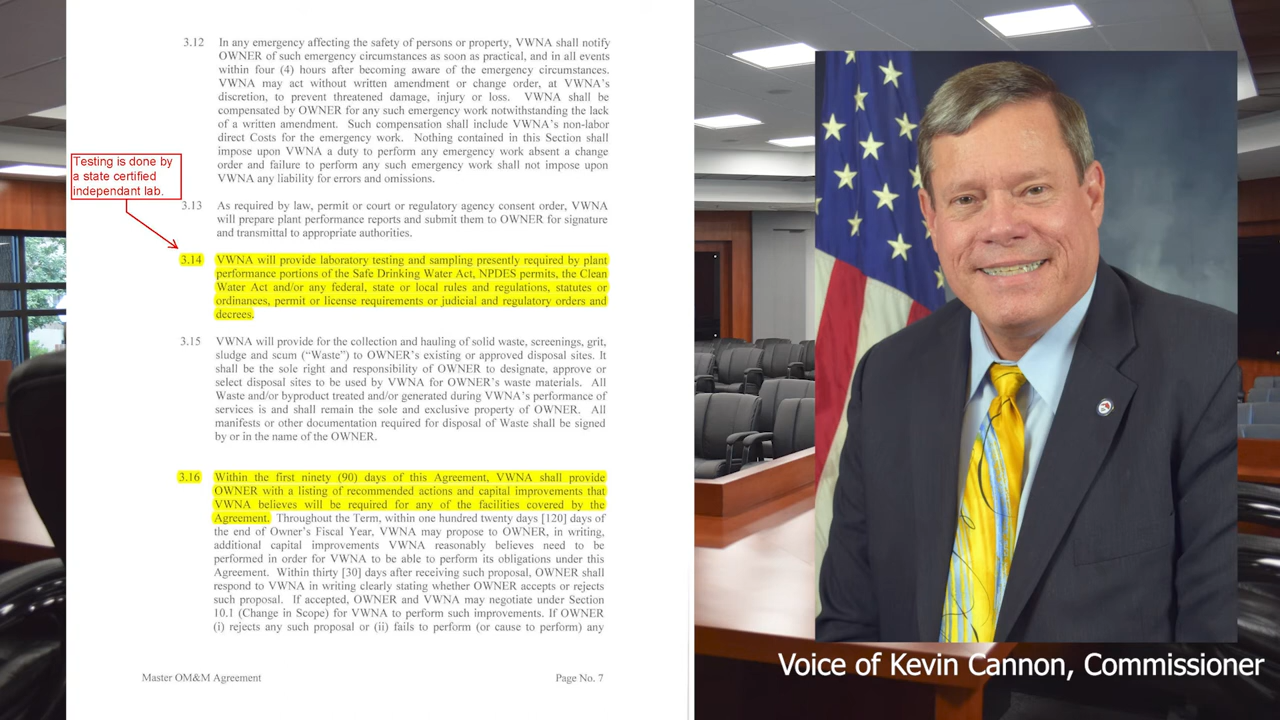 3.12 In any emergency affecting the safety of persons or property, VWNA shall notify
OWNER of such emergency circumstances as soon as practical, and in all events
within four (4) hours after becoming aware of the emergency circumstances.
VWNA may act without written amendment or change order, at VWNA's
discretion, to prevent threatened damage, injury or loss. VWNA shall be
compensated by OWNER for any such emergency work notwithstanding the lack
of a written amendment. Such compensation shall include VWNA's non-labor
direct Costs for the emergency work. Nothing contained in this Section shall
impose upon VWNA a duty to perform any emergency work absent a change
order and failure to perform any such emergency work shall not impose upon
VWNA any liability for errors and omissions.
Testing is done by
a state certified
independant lab.
3.13 As required by law, permit or court or regulatory agency consent order, VWNA
will prepare plant performance reports and submit them to OWNER for signature
and transmittal to appropriate authorities.
3.14 VWNA will provide laboratory testing and sampling presently required by plant
performance portions of the Safe Drinking Water Act, NPDES permits, the Clean
Water Act and/or any federal, state or local rules and regulations, statutes or
ordinances, permit or license requirements or judicial and regulatory orders and
decrees.
3.15 VWNA will provide for the collection and hauling of solid waste, screenings, grit,
sludge and scum ("Waste") to OWNER's existing or approved disposal sites. It
shall be the sole right and responsibility of OWNER to designate, approve or
select disposal sites to be used by VWNA for OWNER's waste materials. All
Waste and/or byproduct treated and/or generated during VWNA's performance of
services is and shall remain the sole and exclusive property of OWNER. All
manifests or other documentation required for disposal of Waste shall be signed
by or in the name of the OWNER.
3.16 Within the first ninety (90) days of this Agreement, VWNA shall provide
OWNER with a listing of recommended actions and capital improvements that
VWNA believes will be required for any of the facilities covered by the
Agreement. Throughout the Term, within one hundred twenty days [120] days of
the end of Owner's Fiscal Year, VWNA may propose to OWNER, in writing,
additional capital improvements VWNA reasonably believes need to be
performed in order for VWNA to be able to perform its obligations under this
Agreement. Within thirty [30] days after receiving such proposal, OWNER shall
respond to VWNA in writing clearly stating whether OWNER accepts or rejects
such proposal. If accepted, OWNER and VWNA may negotiate under Section
10.1 (Change in Scope) for VWNA to perform such improvements. If OWNER
(i) rejects any such proposal or (ii) fails to perform (or cause to perform) any
Master OM&M Agreement Page No. 7
Voice of Kevin Cannon, Commissioner